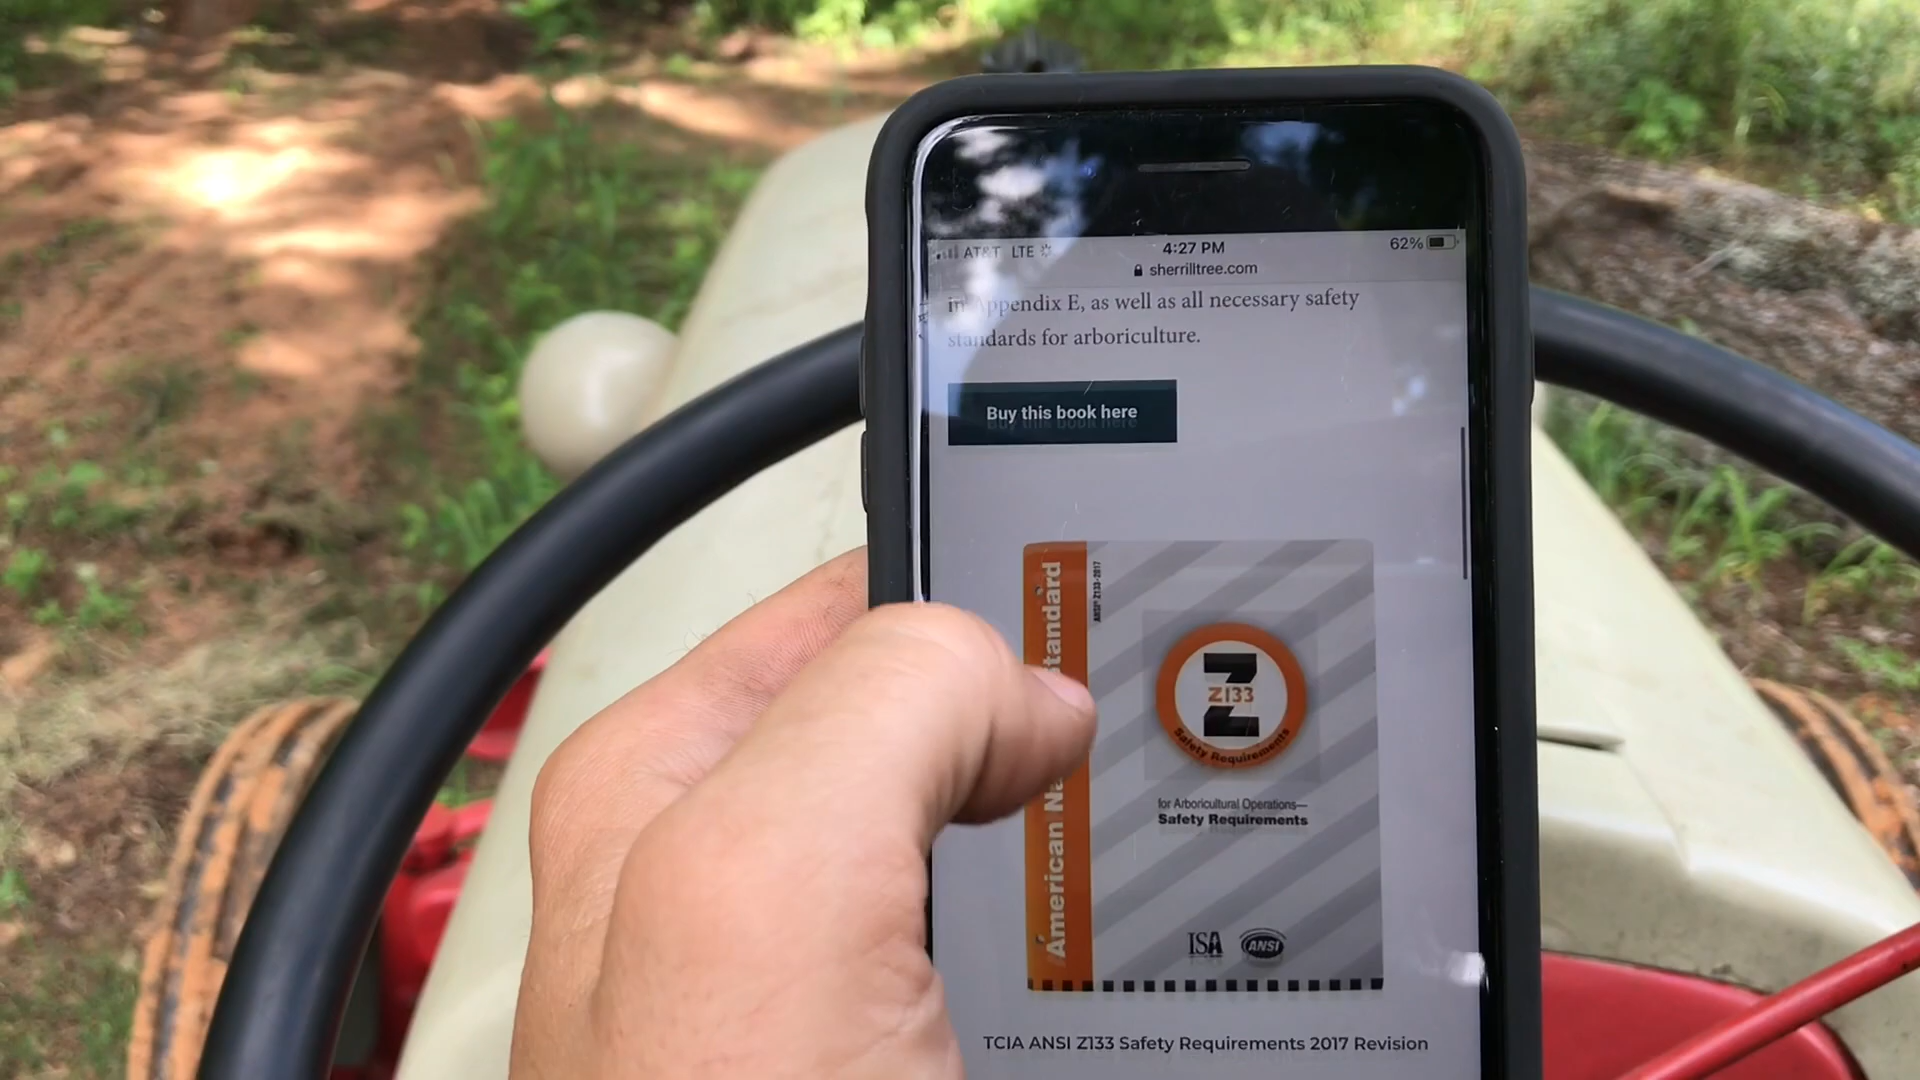 AT&T LTE 4:27 PM 62%
sherrilltree.com
in Appendix E, as well as all necessary safety
standards for arboriculture.
Buy this book here
American Na Standard
ANSI® Z133-2017
Z133
Safety Requirements
for Arboricultural Operations—
Safety Requirements
ISA ANSI
TCIA ANSI Z133 Safety Requirements 2017 Revision